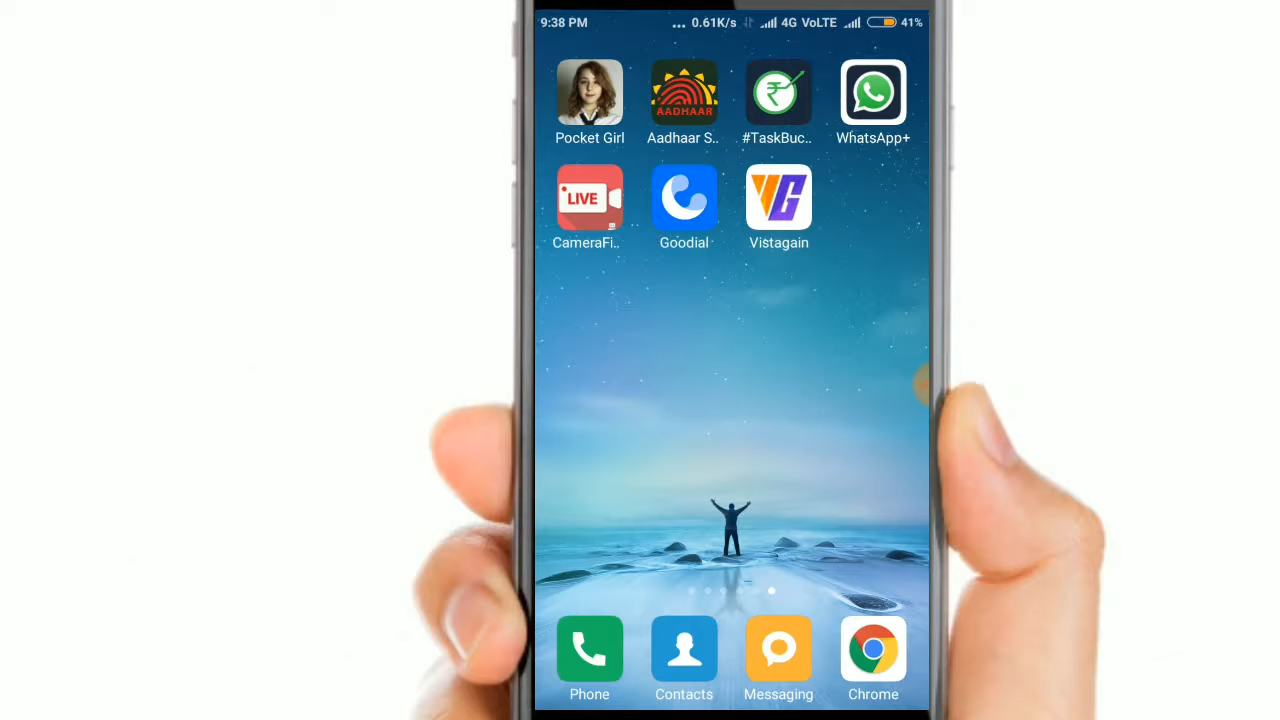 9:38 PM ... 0.61K/s 4G VoLTE 41%
AADHAAR
Pocket Girl Aadhaar S.. #TaskBuc.. WhatsApp+
LIVE VG
CameraFi.. Goodial Vistagain
Phone Contacts Messaging Chrome